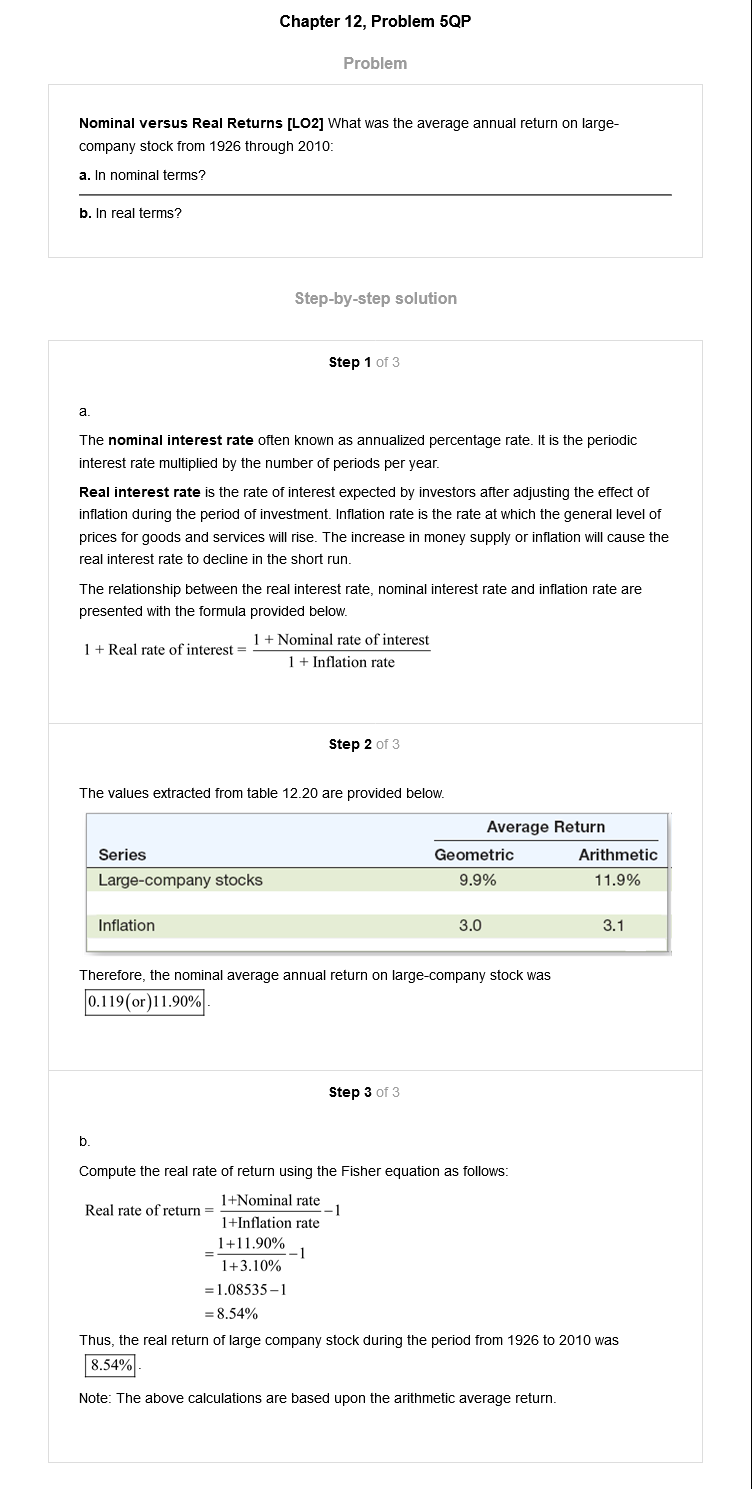 Chapter 12, Problem 5QP
Problem
Nominal versus Real Returns [LO2] What was the average annual return on large-
company stock from 1926 through 2010:
a. In nominal terms?
b. In real terms?
Step-by-step solution
Step 1 of 3
a.
The nominal interest rate often known as annualized percentage rate. It is the periodic
interest rate multiplied by the number of periods per year.
Real interest rate is the rate of interest expected by investors after adjusting the effect of
inflation during the period of investment. Inflation rate is the rate at which the general level of
prices for goods and services will rise. The increase in money supply or inflation will cause the
real interest rate to decline in the short run.
The relationship between the real interest rate, nominal interest rate and inflation rate are
presented with the formula provided below.
1 + Nominal rate of interest
1 + Real rate of interest =
1 + Inflation rate
Step 2 of 3
The values extracted from table 12.20 are provided below.
Average Return
Series Geometric Arithmetic
Large-company stocks 9.9% 11.9%
Inflation 3.0 3.1
Therefore, the nominal average annual return on large-company stock was
0.119(or)11.90% .
Step 3 of 3
b.
Compute the real rate of return using the Fisher equation as follows:
1+Nominal rate
Real rate of return = −1
1+Inflation rate
1+11.90%
= −1
1+3.10%
=1.08535−1
=8.54%
Thus, the real return of large company stock during the period from 1926 to 2010 was
8.54% .
Note: The above calculations are based upon the arithmetic average return.